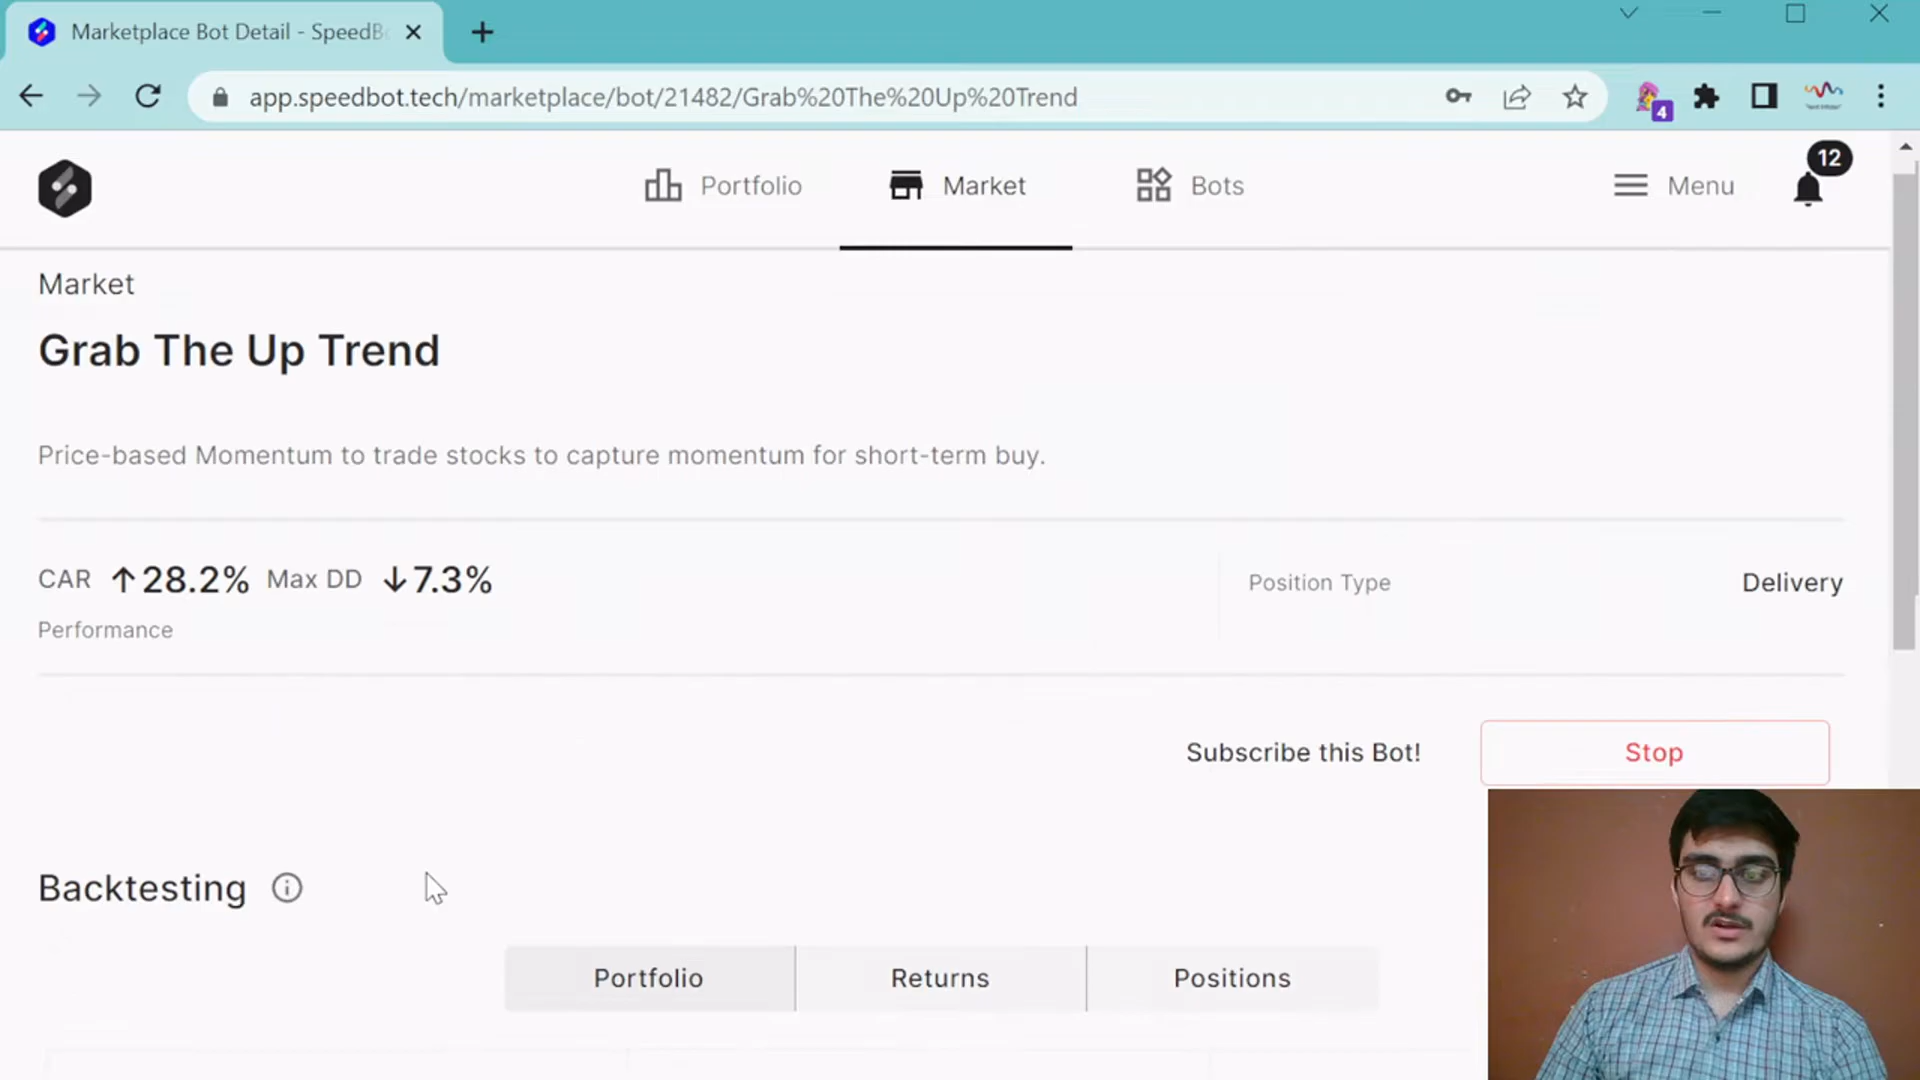 Marketplace Bot Detail - SpeedB
app.speedbot.tech/marketplace/bot/21482/Grab%20The%20Up%20Trend
4
Portfolio
Market
Bots
Menu
12
Market
Grab The Up Trend
Price-based Momentum to trade stocks to capture momentum for short-term buy.
CAR ↑28.2% Max DD ↓7.3%
Position Type
Delivery
Performance
Subscribe this Bot!
Stop
Backtesting
Portfolio
Returns
Positions